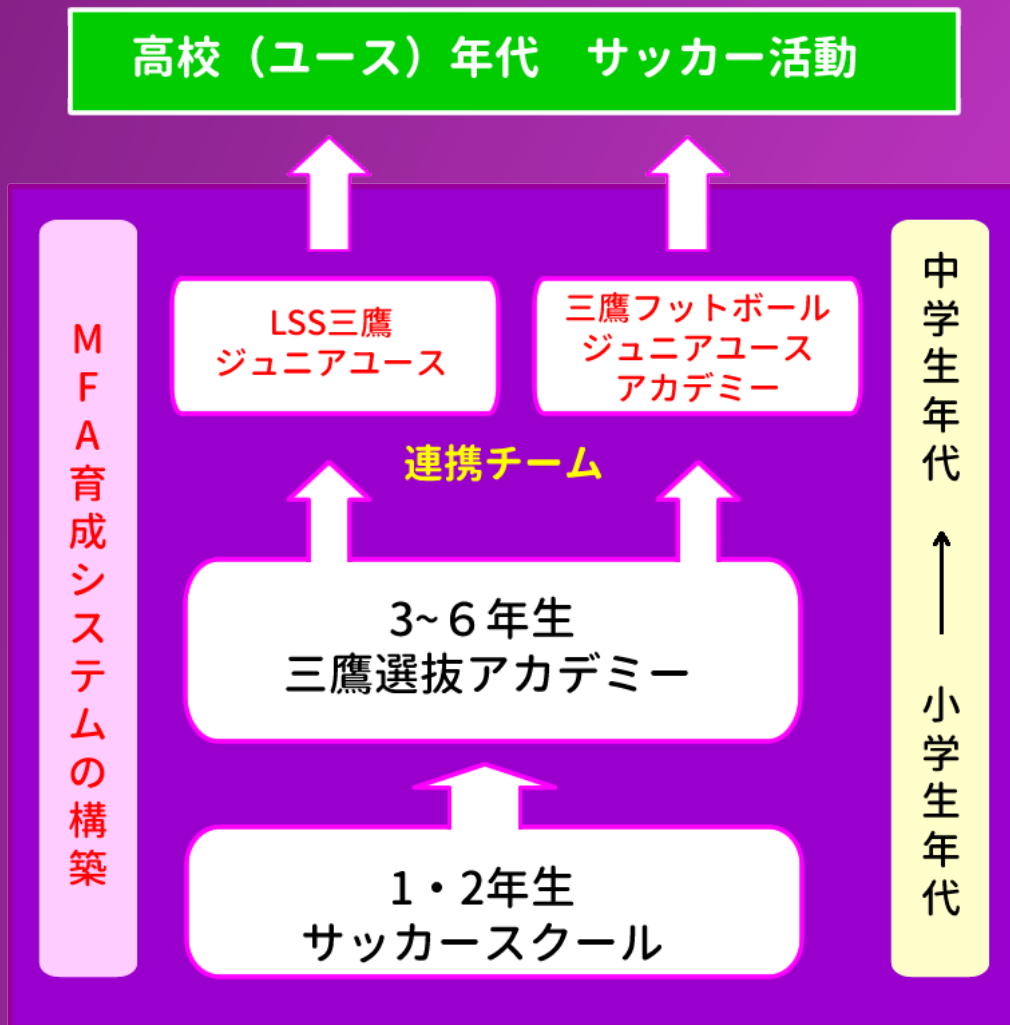 高校（ユース）年代　サッカー活動
MFA育成システムの構築
LSS三鷹
ジュニアユース
三鷹フットボール
ジュニアユース
アカデミー
中学生年代
連携チーム
3~６年生
三鷹選抜アカデミー
小学生年代
1・2年生
サッカースクール